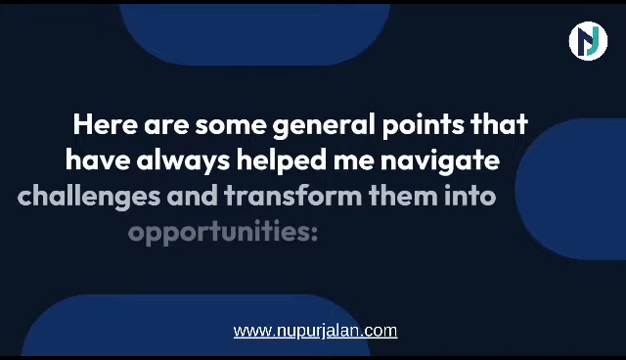 NJ
Here are some general points that
have always helped me navigate
challenges and transform them into
opportunities:
www.nupurjalan.com